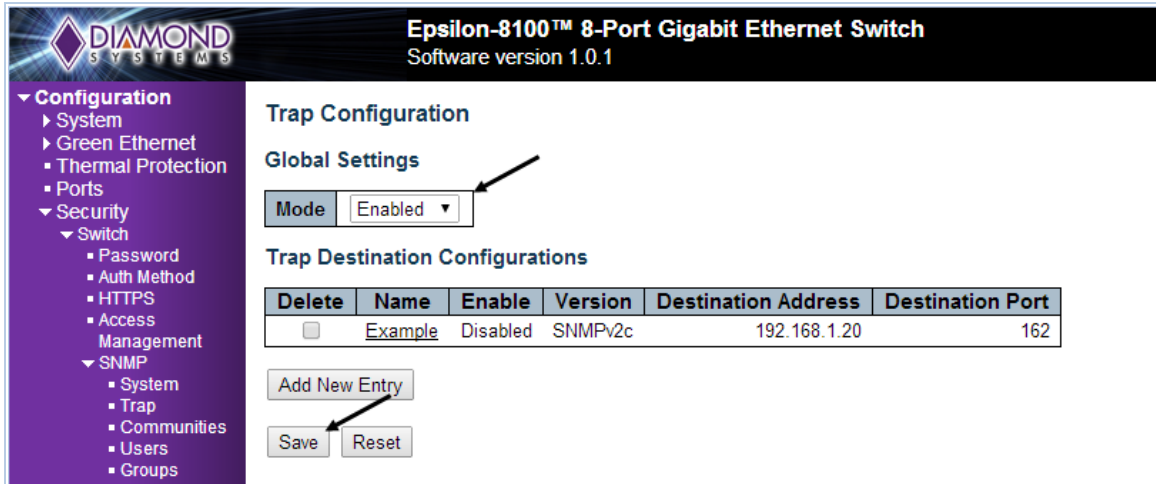 DIAMOND
SYSTEMS
Epsilon-8100™ 8-Port Gigabit Ethernet Switch
Software version 1.0.1
Configuration
System
Green Ethernet
Thermal Protection
Ports
Security
Switch
Password
Auth Method
HTTPS
Access
Management
SNMP
System
Trap
Communities
Users
Groups
Trap Configuration
Global Settings
Mode Enabled
Trap Destination Configurations
Delete Name Enable Version Destination Address Destination Port
Example Disabled SNMPv2c 192.168.1.20 162
Add New Entry
Save Reset